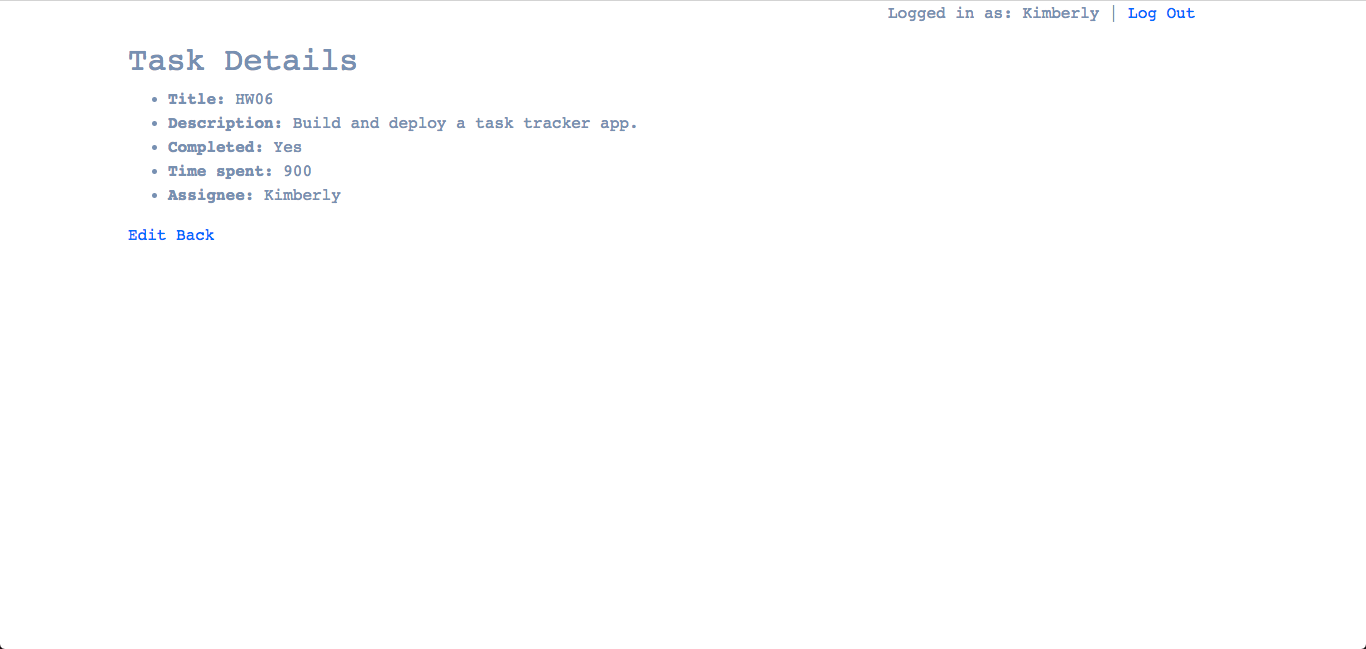 Logged in as: Kimberly | Log Out
Task Details
• Title: HW06
• Description: Build and deploy a task tracker app.
• Completed: Yes
• Time spent: 900
• Assignee: Kimberly
Edit Back